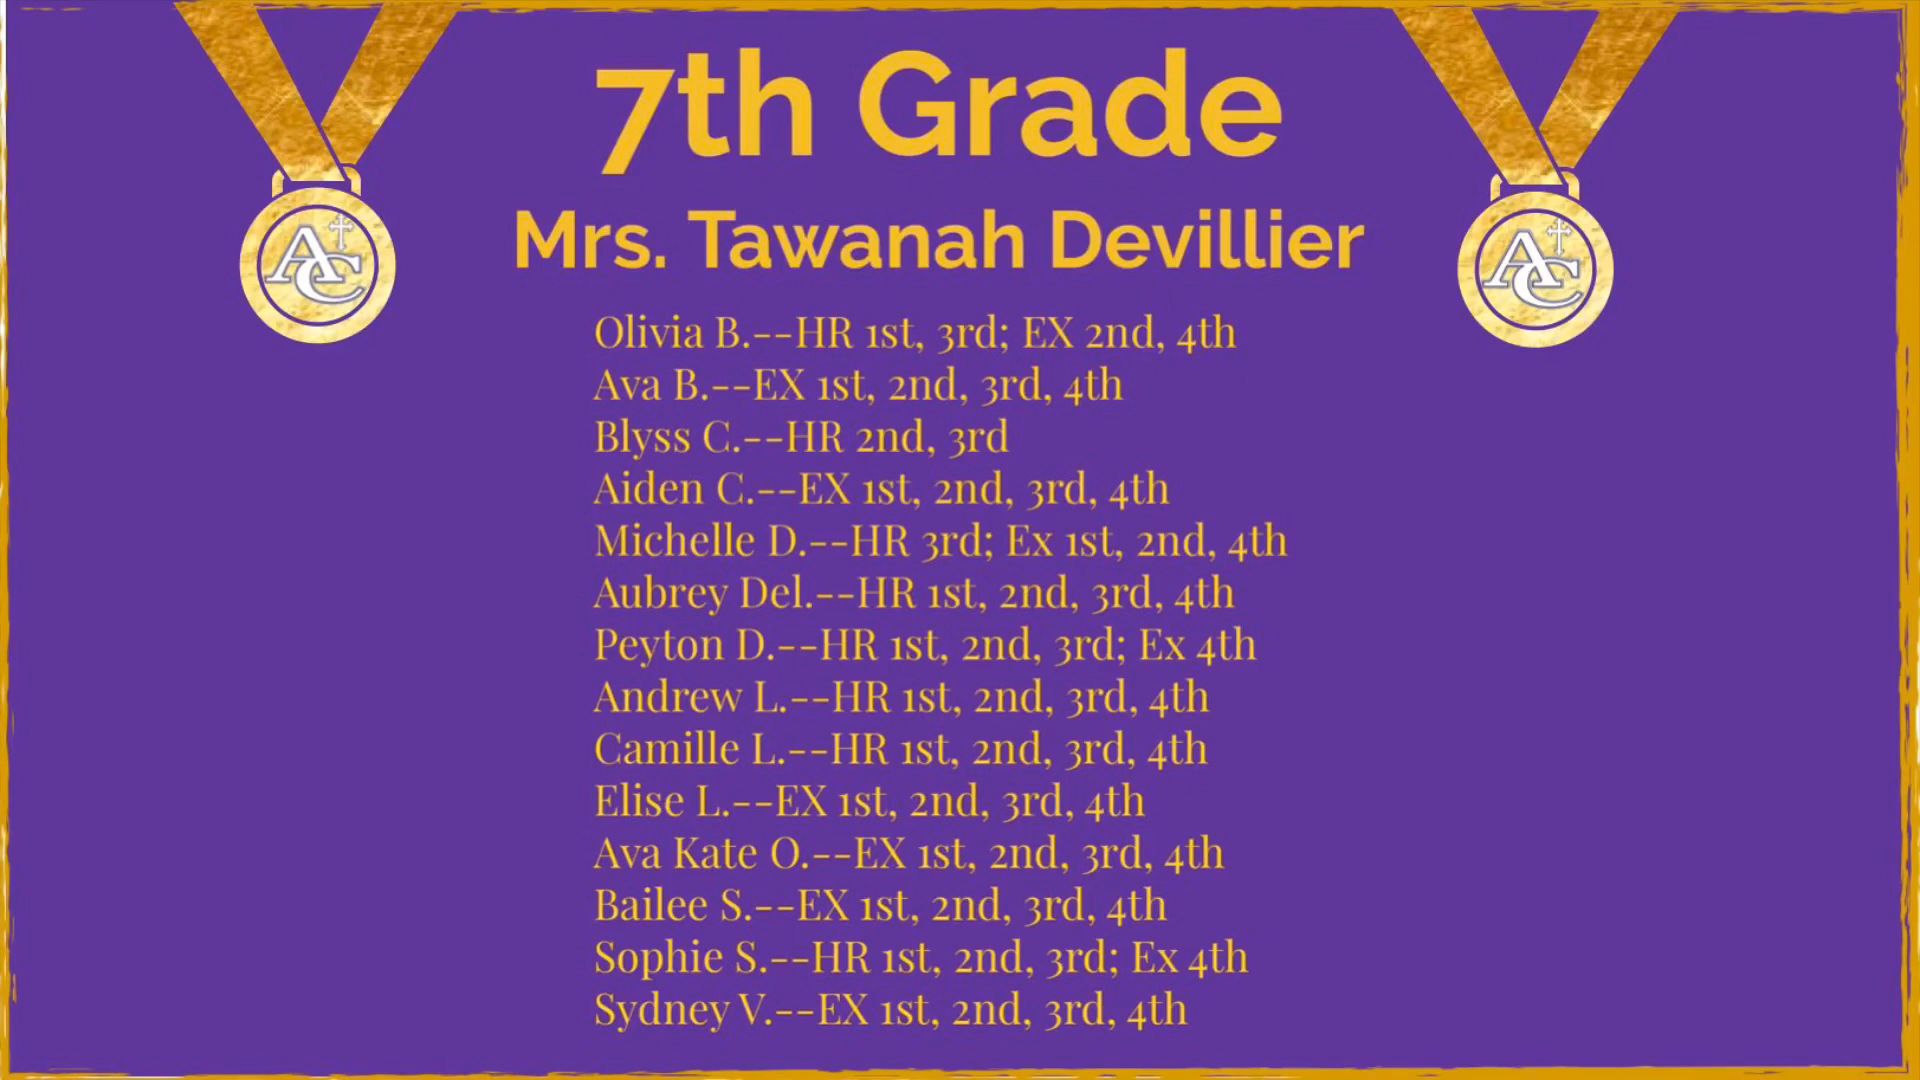 7th Grade
Mrs. Tawanah Devillier
AC
AC
Olivia B.--HR 1st, 3rd; EX 2nd, 4th
Ava B.--EX 1st, 2nd, 3rd, 4th
Blyss C.--HR 2nd, 3rd
Aiden C.--EX 1st, 2nd, 3rd, 4th
Michelle D.--HR 3rd; Ex 1st, 2nd, 4th
Aubrey Del.--HR 1st, 2nd, 3rd, 4th
Peyton D.--HR 1st, 2nd, 3rd; Ex 4th
Andrew L.--HR 1st, 2nd, 3rd, 4th
Camille L.--HR 1st, 2nd, 3rd, 4th
Elise L.--EX 1st, 2nd, 3rd, 4th
Ava Kate O.--EX 1st, 2nd, 3rd, 4th
Bailee S.--EX 1st, 2nd, 3rd, 4th
Sophie S.--HR 1st, 2nd, 3rd; Ex 4th
Sydney V.--EX 1st, 2nd, 3rd, 4th